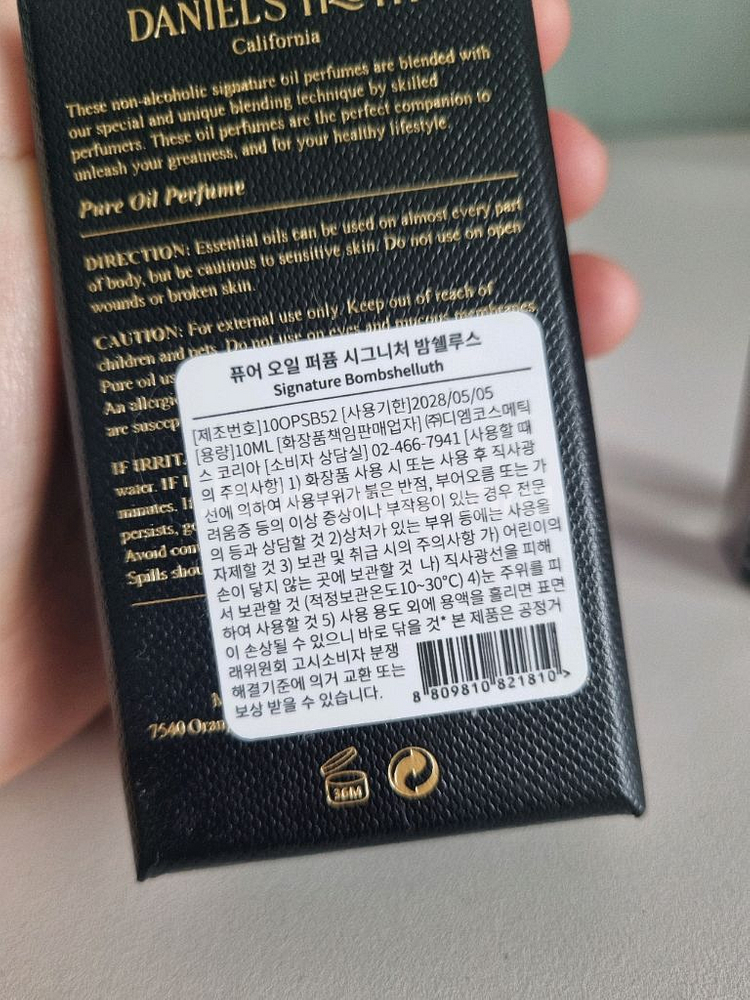 DANIEL'S TRUTH
California
These non-alcoholic signature oil perfumes are blended with
our special and unique blending technique by skilled
perfumers. These oil perfumes are the perfect companion to
unleash your greatness, and for your healthy lifestyle.
Pure Oil Perfume
DIRECTION: Essential oils can be used on almost every part
of body, but be cautious to sensitive skin. Do not use on open
wounds or broken skin.
CAUTION: For external use only. Keep out of reach of
children and pets. Do not use on eyes and mucous membranes
Pure oil
An
are
IF
water. IF
minutes.
persists,
Avoid
Spills
7540
퓨어 오일 퍼퓸 시그니처 밤쉘루스
Signature Bombshelluth
[제조번호]10OPSB52 [사용기한]2028/05/05
[용량]10ML [화장품책임판매업자] ㈜디엠코스메틱
스 코리아 [소비자 상담실] 02-466-7941 [사용할 때
의 주의사항] 1) 화장품 사용 시 또는 사용 후 직사광
선에 의하여 사용부위가 붉은 반점, 부어오름 또는 가
려움증 등의 이상 증상이나 부작용이 있는 경우 전문
의 등과 상담할 것 2)상처가 있는 부위 등에는 사용을
자제할 것 3) 보관 및 취급 시의 주의사항 가) 어린이의
손이 닿지 않는 곳에 보관할 것 나) 직사광선을 피해
서 보관할 것 (적정보관온도10~30°C) 4)눈 주위를 피
하여 사용할 것 5) 사용 용도 외에 용액을 흘리면 표면
이 손상될 수 있으니 바로 닦을 것* 본 제품은 공정거
래위원회 고시소비자 분쟁
해결기준에 의거 교환 또는
보상 받을 수 있습니다.
8 809810 821810 >
36M